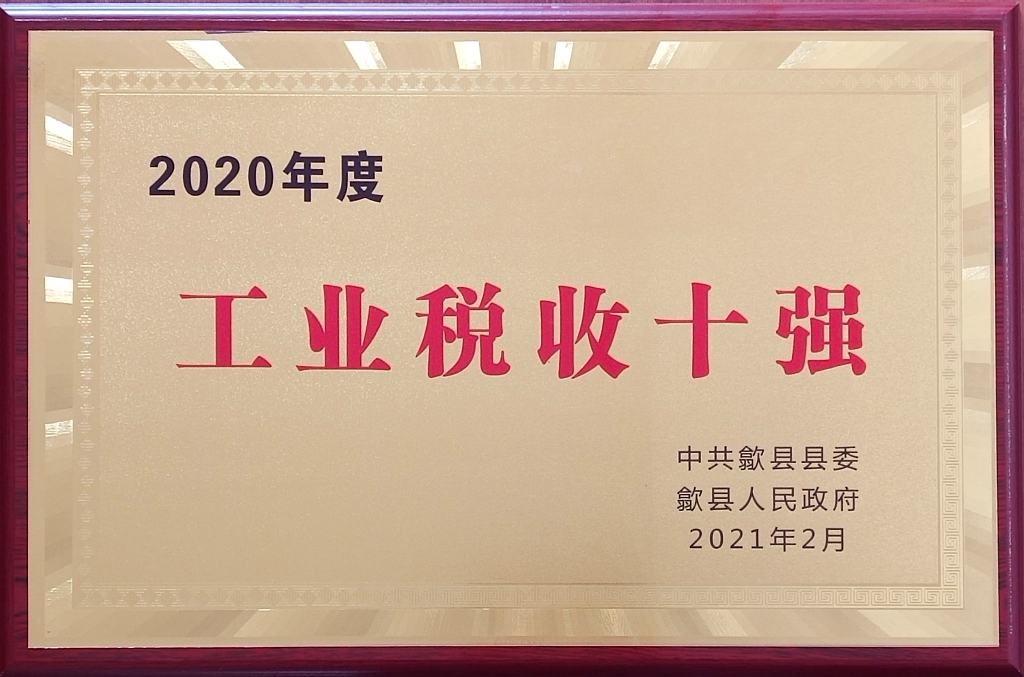 2020年度
工业税收十强
中共歙县县委
歙县人民政府
2021年2月